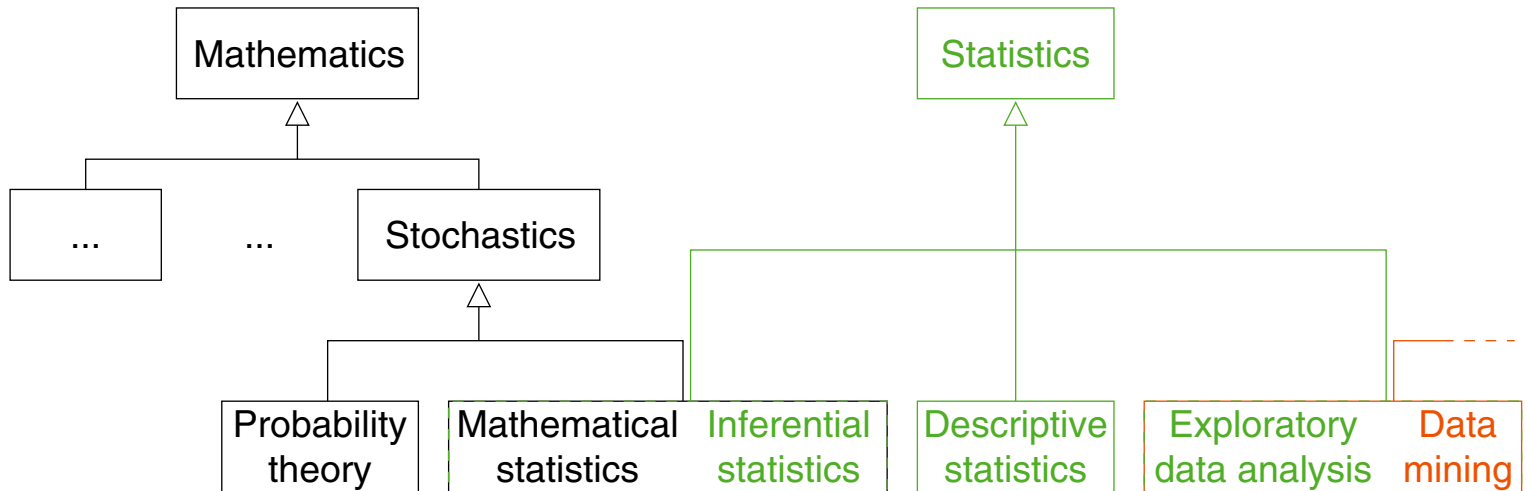 Mathematics
Statistics
...
...
Stochastics
Probability
theory
Mathematical
statistics
Inferential
statistics
Descriptive
statistics
Exploratory
data analysis
Data
mining